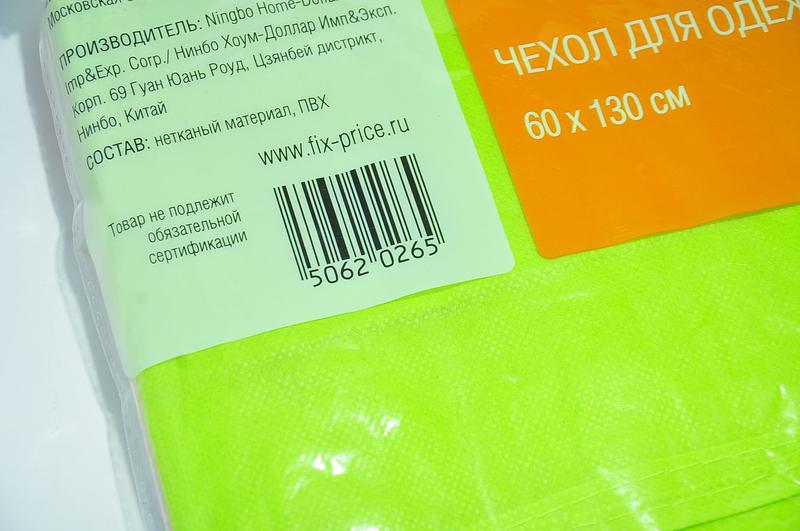 Московская
ПРОИЗВОДИТЕЛЬ: Ningbo Home-Dollar
Imp&Exp. Corp./ Нинбо Хоум-Доллар Имп&Эксп.
Корп. 69 Гуан Юань Роуд, Цзянбей дистрикт,
Нинбо, Китай
СОСТАВ: нетканый материал, ПВХ
www.fix-price.ru
Товар не подлежит
обязательной
сертификации
5062 0265
ЧЕХОЛ ДЛЯ ОДЕЖ
60 х 130 см